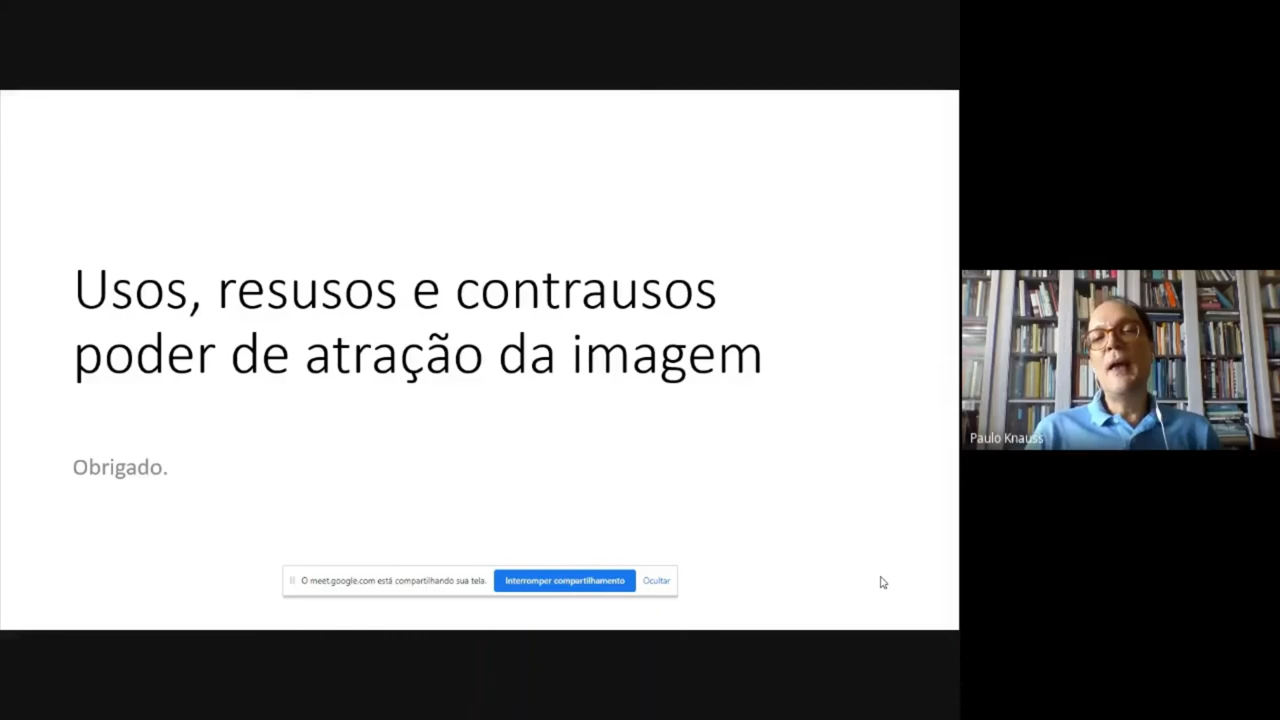 Usos, resusos e contrausos
poder de atração da imagem
Obrigado.
O meet.google.com está compartilhando sua tela. Interromper compartilhamento Ocultar
Paulo Knauss